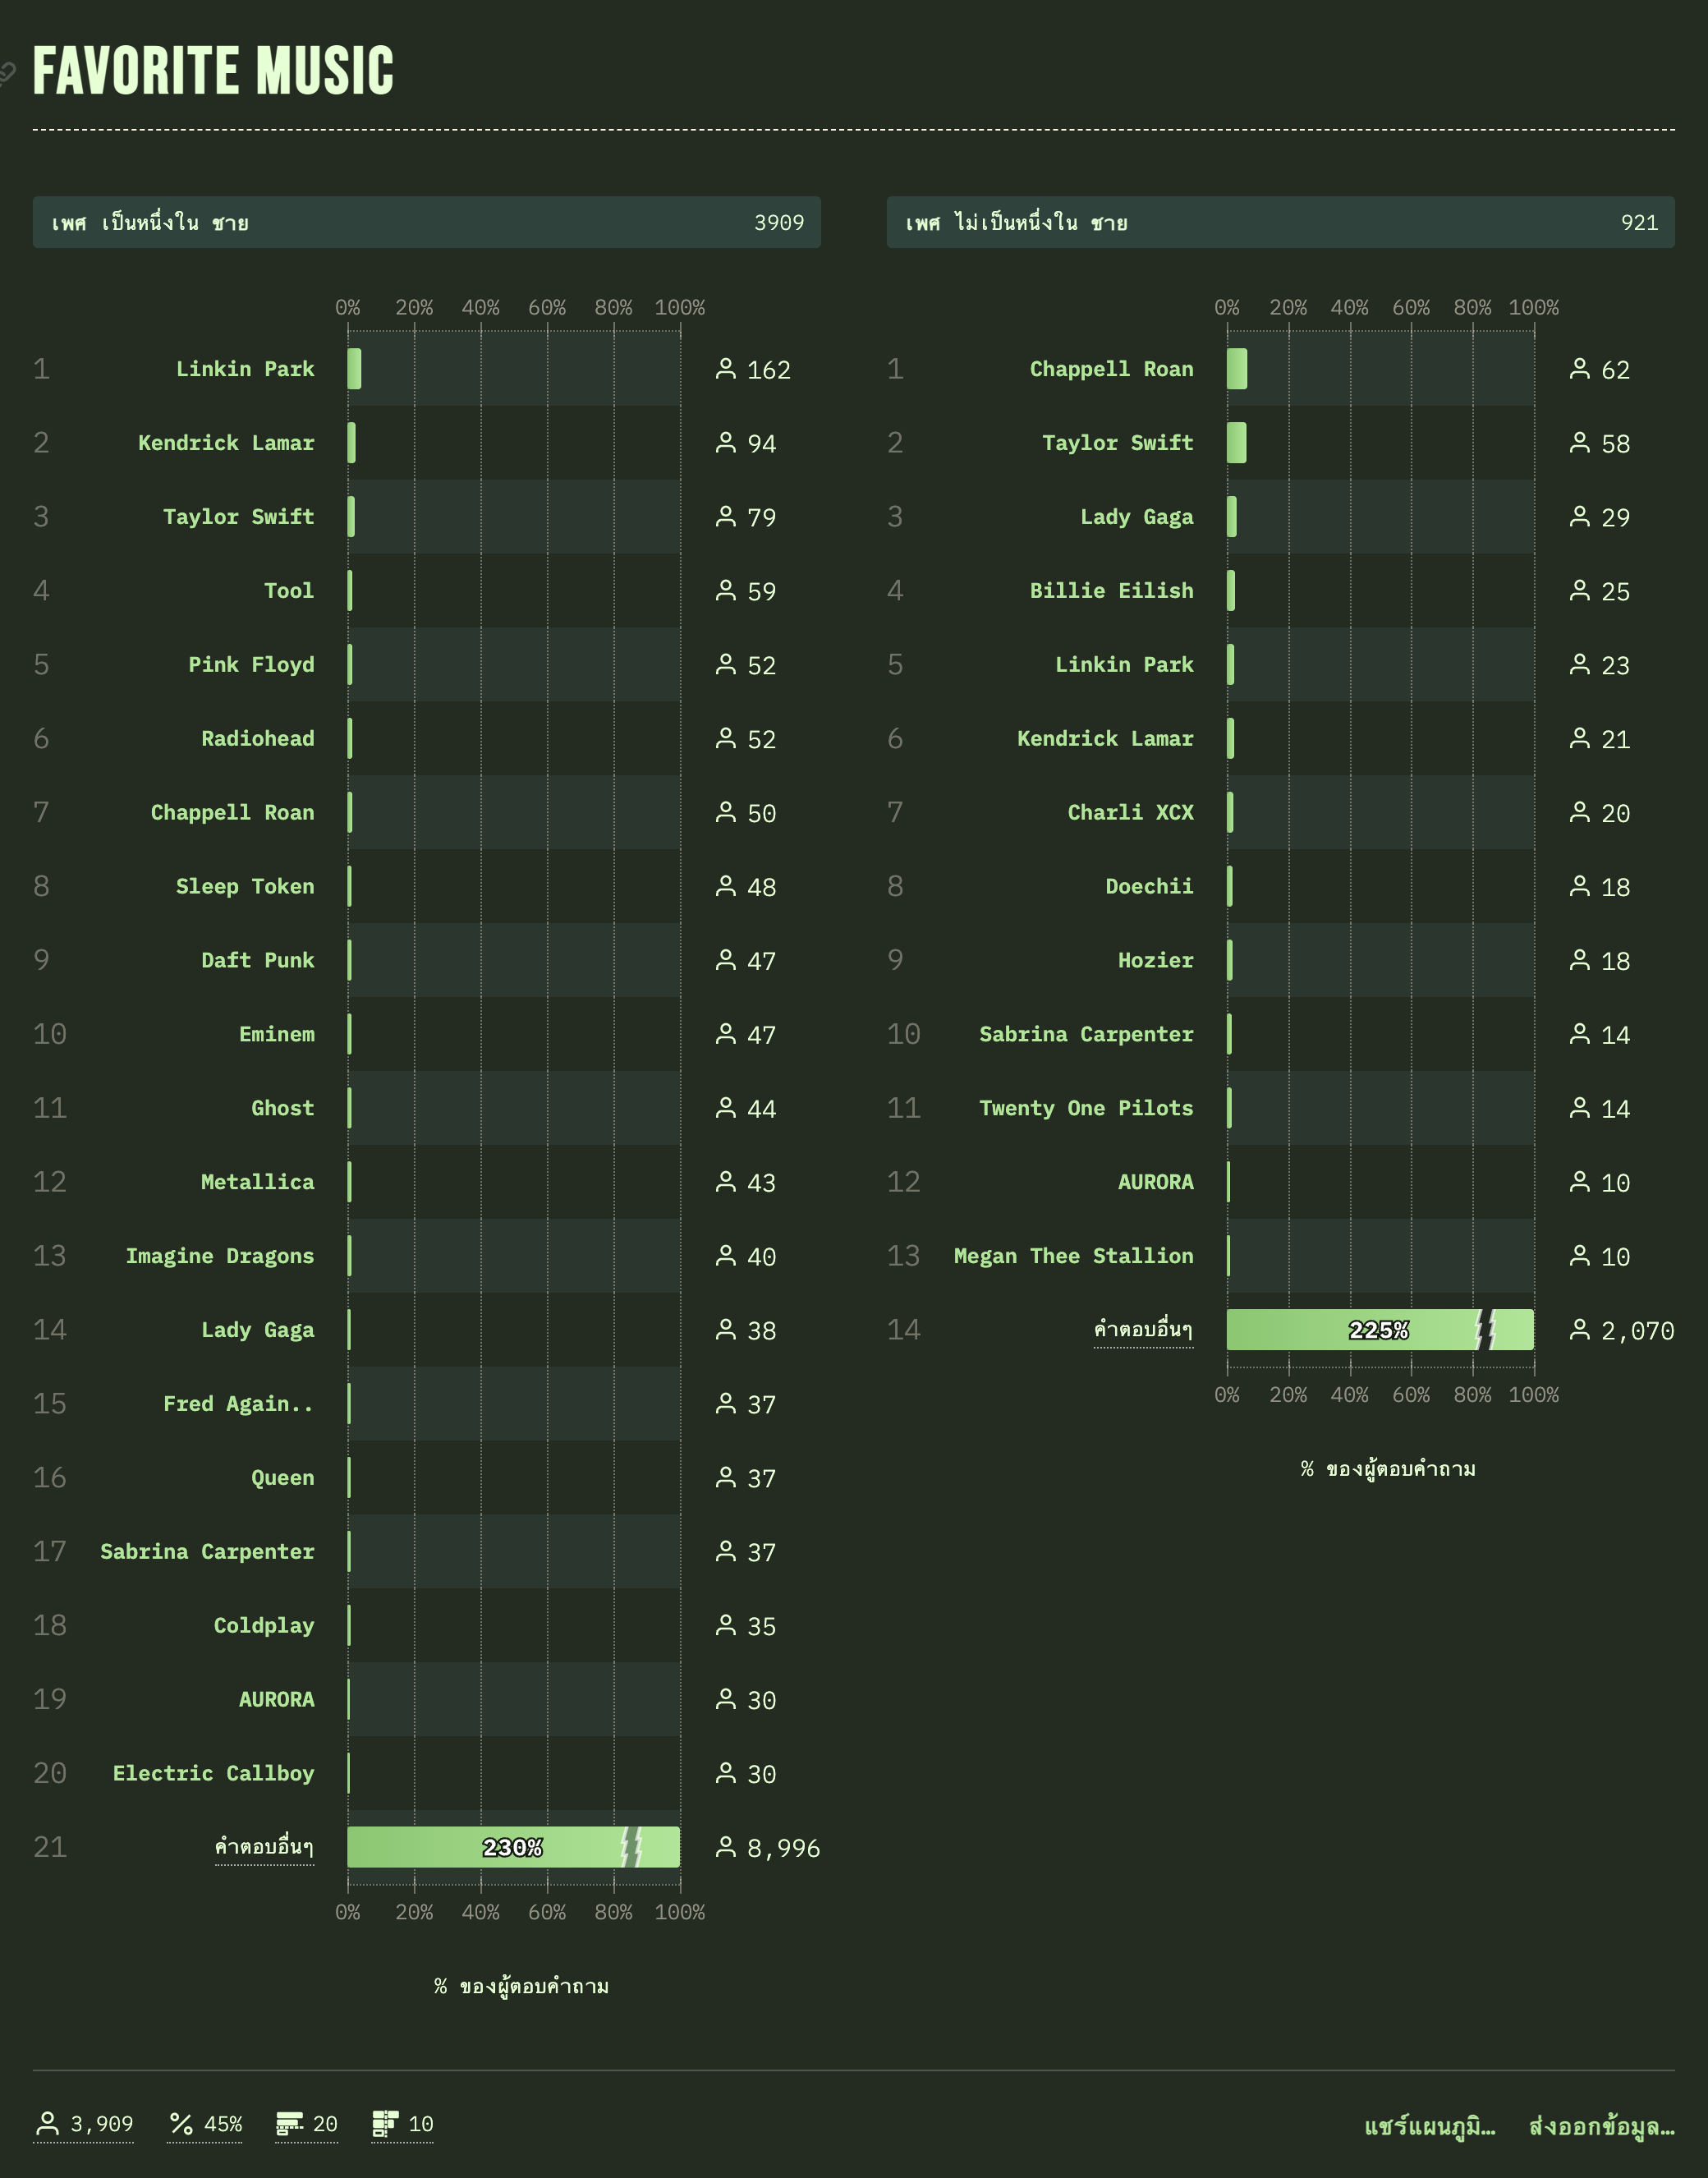 FAVORITE MUSIC
เพศ เป็นหนึ่งใน ชาย 3909
0% 20% 40% 60% 80% 100%
1 Linkin Park 162
2 Kendrick Lamar 94
3 Taylor Swift 79
4 Tool 59
5 Pink Floyd 52
6 Radiohead 52
7 Chappell Roan 50
8 Sleep Token 48
9 Daft Punk 47
10 Eminem 47
11 Ghost 44
12 Metallica 43
13 Imagine Dragons 40
14 Lady Gaga 38
15 Fred Again.. 37
16 Queen 37
17 Sabrina Carpenter 37
18 Coldplay 35
19 AURORA 30
20 Electric Callboy 30
21 คำตอบอื่นๆ 230% 8,996
0% 20% 40% 60% 80% 100%
% ของผู้ตอบคำถาม
เพศ ไม่เป็นหนึ่งใน ชาย 921
0% 20% 40% 60% 80% 100%
1 Chappell Roan 62
2 Taylor Swift 58
3 Lady Gaga 29
4 Billie Eilish 25
5 Linkin Park 23
6 Kendrick Lamar 21
7 Charli XCX 20
8 Doechii 18
9 Hozier 18
10 Sabrina Carpenter 14
11 Twenty One Pilots 14
12 AURORA 10
13 Megan Thee Stallion 10
14 คำตอบอื่นๆ 225% 2,070
0% 20% 40% 60% 80% 100%
% ของผู้ตอบคำถาม
3,909 45% 20 10 แชร์แผนภูมิ… ส่งออกข้อมูล…